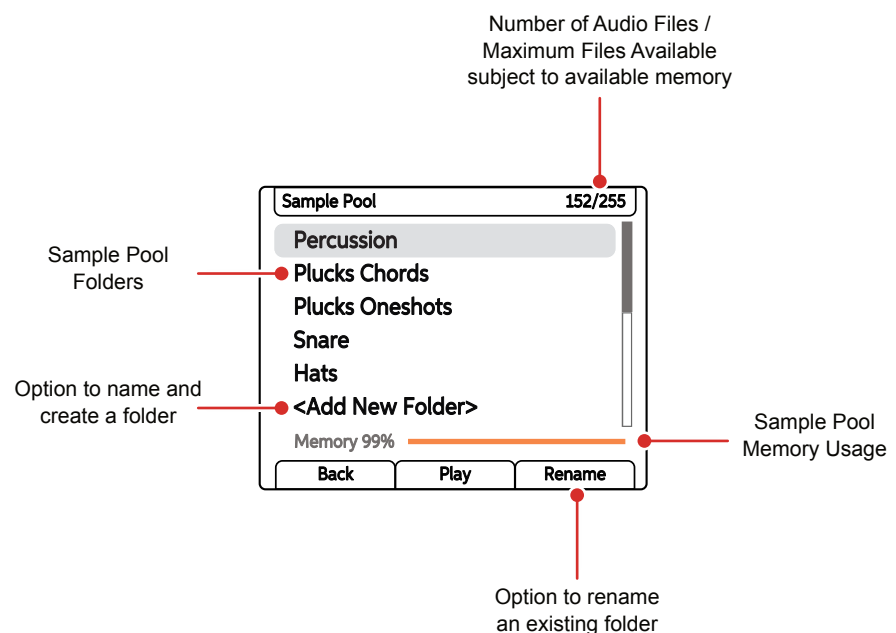 Number of Audio Files /
Maximum Files Available
subject to available memory
Sample Pool 152/255
Percussion
Sample Pool
Folders
Plucks Chords
Plucks Oneshots
Snare
Hats
Option to name and
create a folder
<Add New Folder>
Memory 99%
Sample Pool
Memory Usage
Back Play Rename
Option to rename
an existing folder